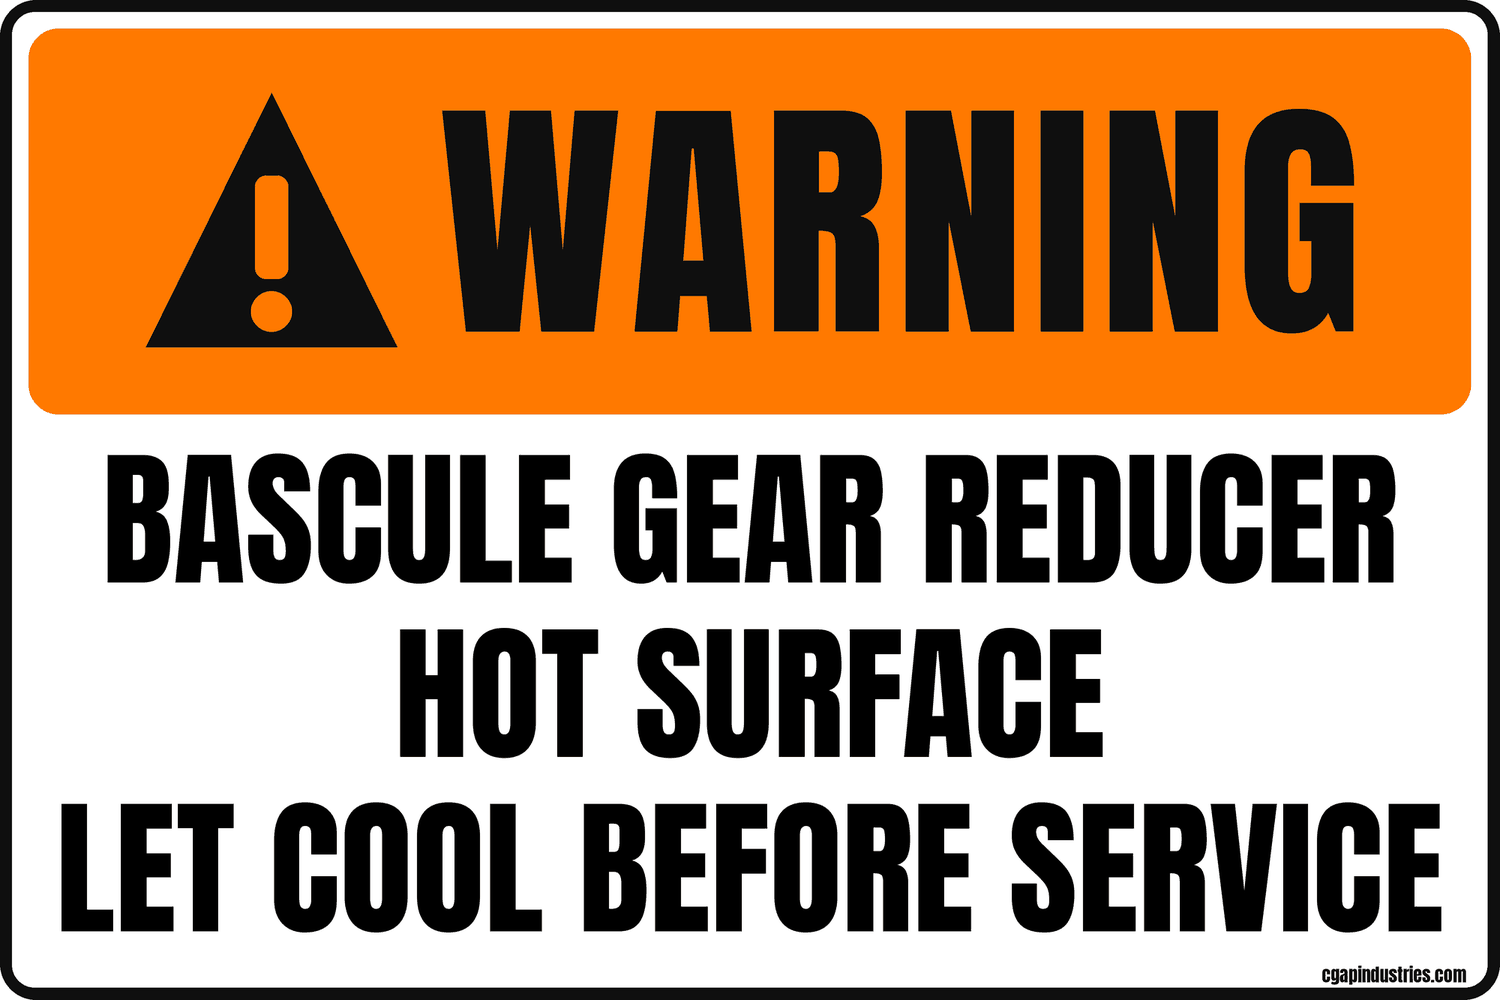 WARNING
BASCULE GEAR REDUCER
HOT SURFACE
LET COOL BEFORE SERVICE
cgapindustries.com